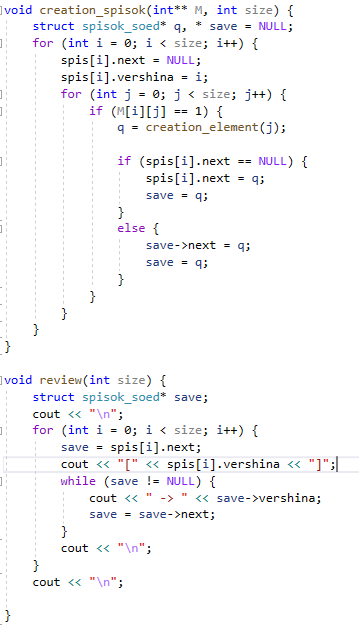 void creation_spisok(int** M, int size) {
    struct spisok_soed* q, * save = NULL;
    for (int i = 0; i < size; i++) {
        spis[i].next = NULL;
        spis[i].vershina = i;
        for (int j = 0; j < size; j++) {
            if (M[i][j] == 1) {
                q = creation_element(j);

                if (spis[i].next == NULL) {
                    spis[i].next = q;
                    save = q;
                }
                else {
                    save->next = q;
                    save = q;
                }
            }
        }
    }
}

void review(int size) {
    struct spisok_soed* save;
    cout << "\n";
    for (int i = 0; i < size; i++) {
        save = spis[i].next;
        cout << "[" << spis[i].vershina << "]";
        while (save != NULL) {
            cout << " -> " << save->vershina;
            save = save->next;
        }
        cout << "\n";
    }
    cout << "\n";

}